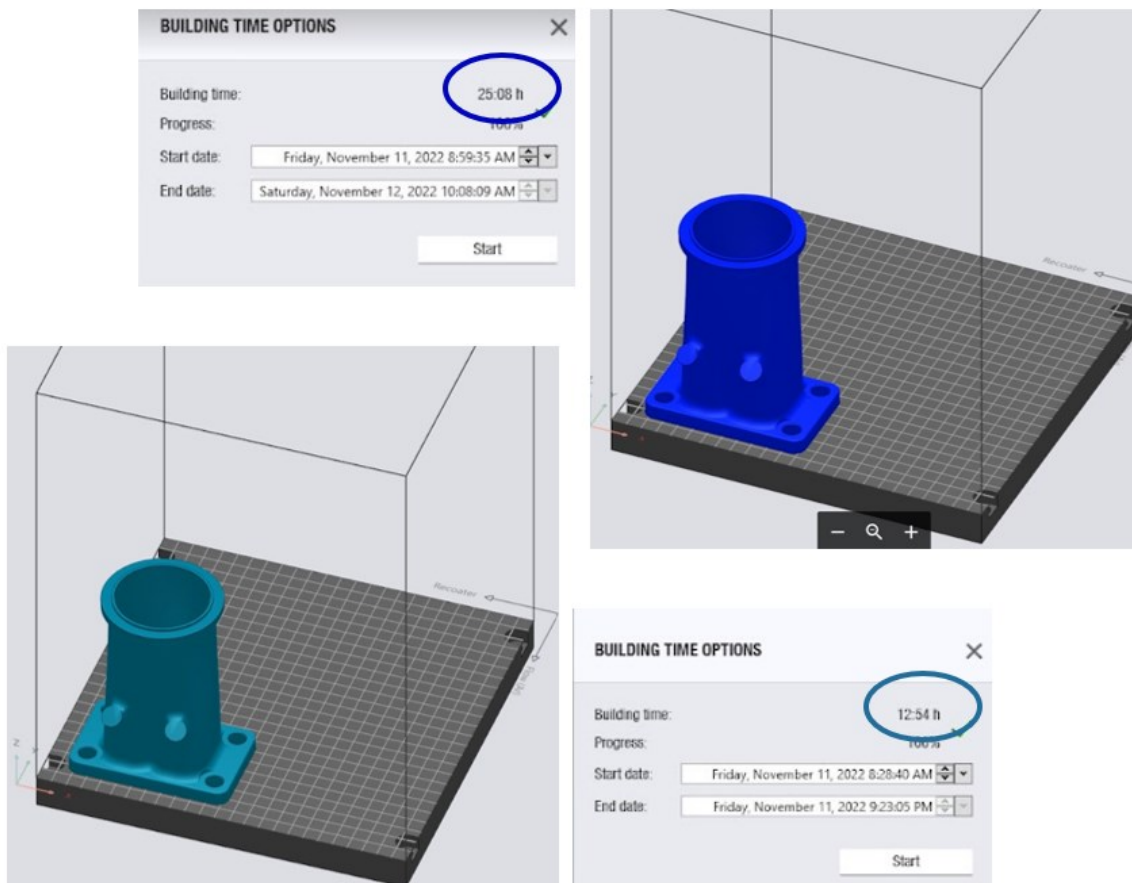 BUILDING TIME OPTIONS
Building time: 25:08 h
Progress: 100%
Start date: Friday, November 11, 2022 8:59:35 AM
End date: Saturday, November 12, 2022 10:08:09 AM
Start
Recoater
Recoater
Z
Y
X
BUILDING TIME OPTIONS
Building time: 12:54 h
Progress: 100%
Start date: Friday, November 11, 2022 8:28:40 AM
End date: Friday, November 11, 2022 9:23:05 PM
Start